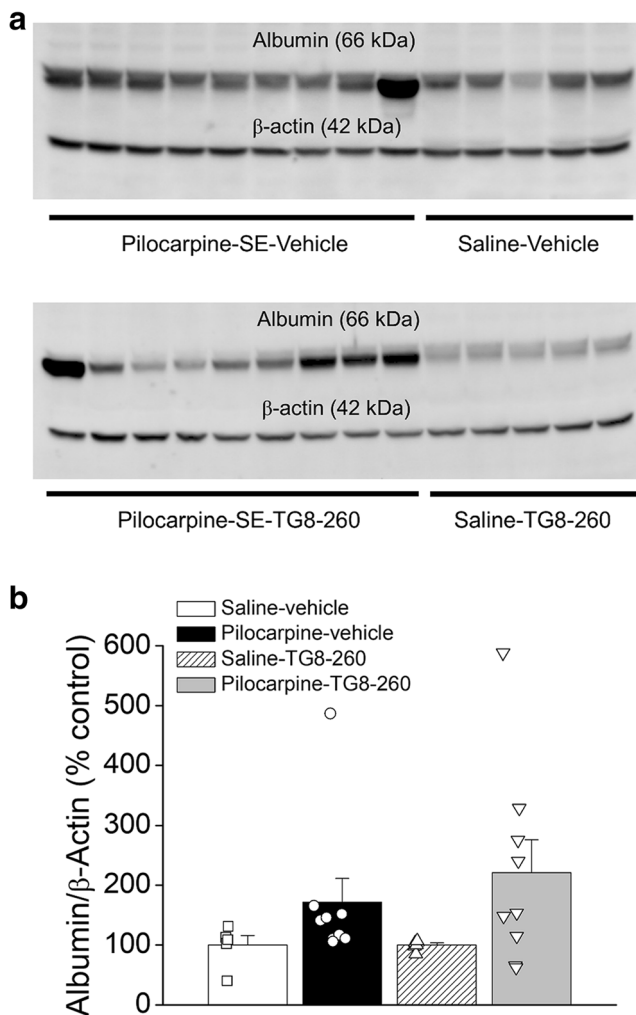 a
Albumin (66 kDa)
β-actin (42 kDa)
Pilocarpine-SE-Vehicle Saline-Vehicle
Albumin (66 kDa)
β-actin (42 kDa)
Pilocarpine-SE-TG8-260 Saline-TG8-260
b
Saline-vehicle
Pilocarpine-vehicle
Saline-TG8-260
Pilocarpine-TG8-260
Albumin/β-Actin (% control)
600
500
400
300
200
100
0